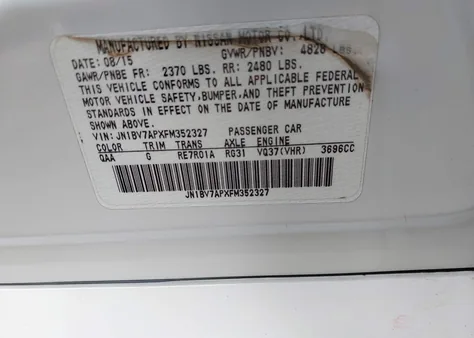 MANUFACTURED BY NISSAN MOTOR CO.,LTD.
DATE: 08/15 GVWR/PNBV: 4828 LBS.
GAWR/PNBE FR: 2370 LBS. RR: 2480 LBS.
THIS VEHICLE CONFORMS TO ALL APPLICABLE FEDERAL
MOTOR VEHICLE SAFETY, BUMPER, AND THEFT PREVENTION
STANDARDS IN EFFECT ON THE DATE OF MANUFACTURE
SHOWN ABOVE.
VIN: JN1BV7APXFM352327 PASSENGER CAR
COLOR TRIM TRANS AXLE ENGINE
QAA G RE7R01A RG31 VQ37(VHR) 3696CC
JN1BV7APXFM352327